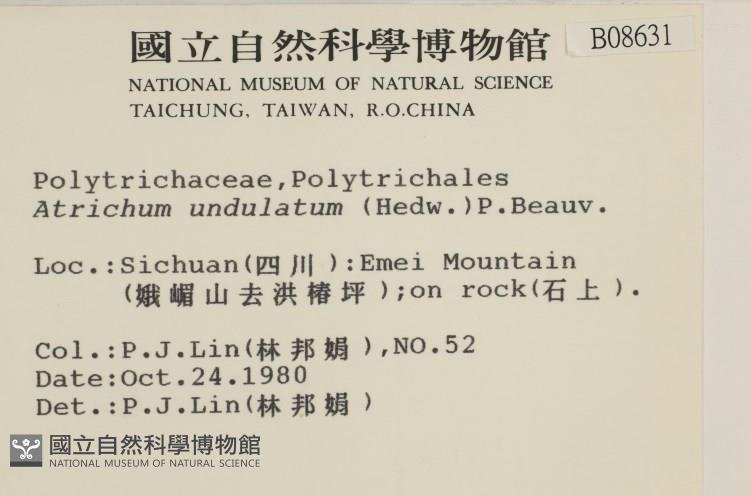 國立自然科學博物館
B08631
NATIONAL MUSEUM OF NATURAL SCIENCE
TAICHUNG, TAIWAN, R.O.CHINA
Polytrichaceae,Polytrichales
Atrichum undulatum (Hedw.)P.Beauv.
Loc.:Sichuan(四川):Emei Mountain
(娥嵋山去洪椿坪);on rock(石上).
Col.:P.J.Lin(林邦娟),NO.52
Date:Oct.24.1980
Det.:P.J.Lin(林邦娟)
國立自然科學博物館
NATIONAL MUSEUM OF NATURAL SCIENCE